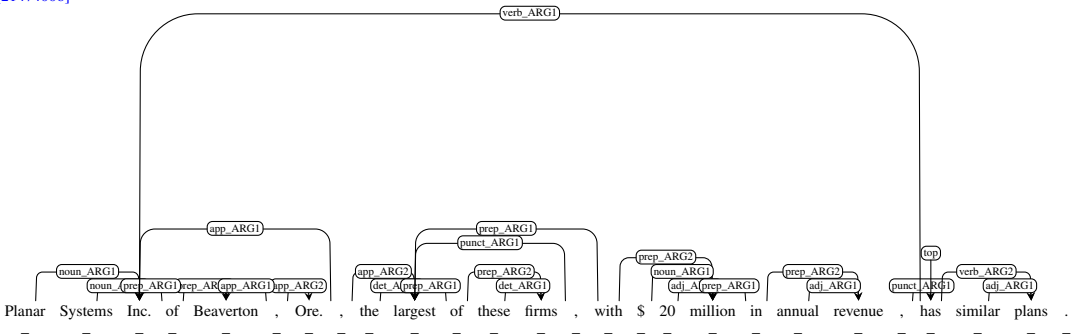 verb_ARG1
app_ARG1
prep_ARG1
punct_ARG1
top
prep_ARG2
noun_ARG1
app_ARG2
prep_ARG2
noun_ARG1
prep_ARG2
verb_ARG2
prep_ARG1
app_ARG1
app_ARG2
prep_ARG1
det_ARG1
prep_ARG1
adj_ARG1
punct_ARG1
adj_ARG1
Planar Systems Inc. of Beaverton , Ore. , the largest of these firms , with $ 20 million in annual revenue , has similar plans .